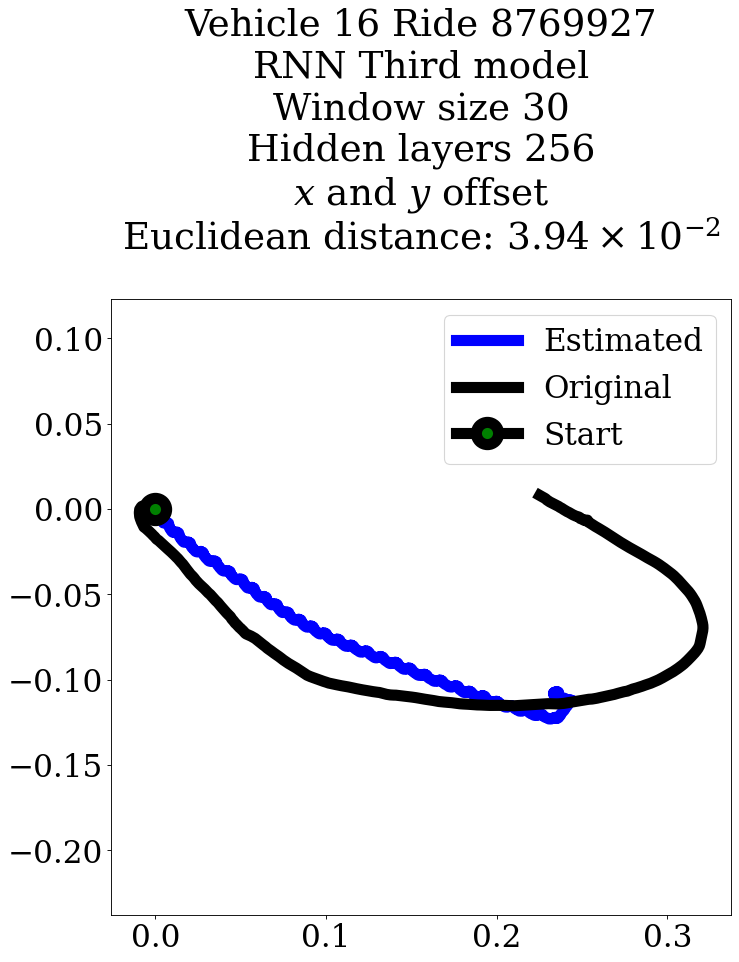 Vehicle 16 Ride 8769927
RNN Third model
Window size 30
Hidden layers 256
x and y offset
Euclidean distance: 3.94 × 10⁻²
Estimated
Original
Start
0.10
0.05
0.00
−0.05
−0.10
−0.15
−0.20
0.0 0.1 0.2 0.3